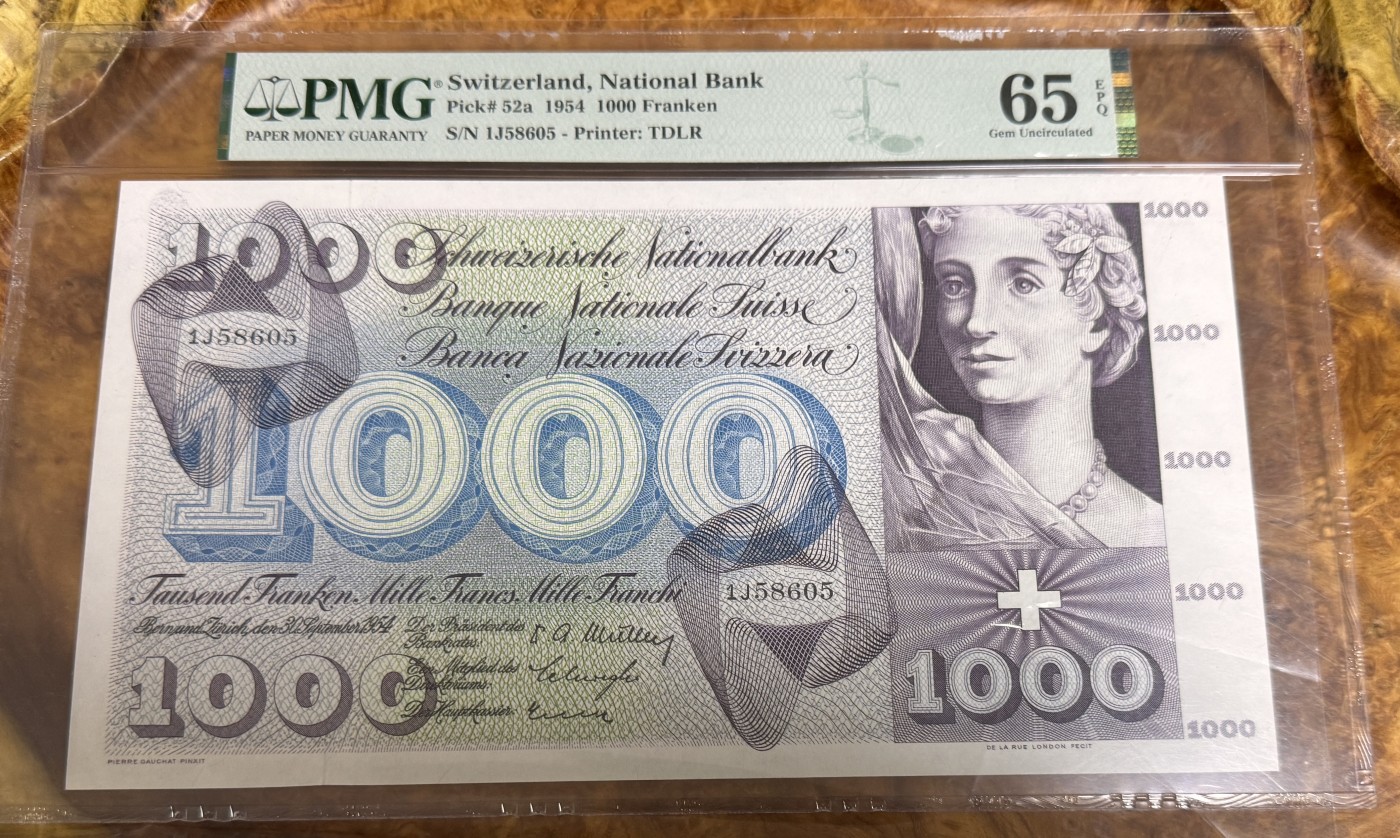 PMG® Switzerland, National Bank
Pick# 52a 1954 1000 Franken
PAPER MONEY GUARANTY S/N 1J58605 - Printer: TDLR
65 EPQ
Gem Uncirculated
1000
Schweizerische Nationalbank
Banque Nationale Suisse
Banca Nazionale Svizzera
1J58605
1000
Tausend Franken. Mille Francs. Mille Franchi
1J58605
Bern und Zürich, den 30. September 1954
Der Präsident des
Bankrates:
Ein Mitglied des
Direktoriums:
Der Hauptkassier:
1000
PIERRE GAUCHAT PINXIT
1000
1000
1000
1000
1000
1000
DE LA RUE LONDON, FECIT